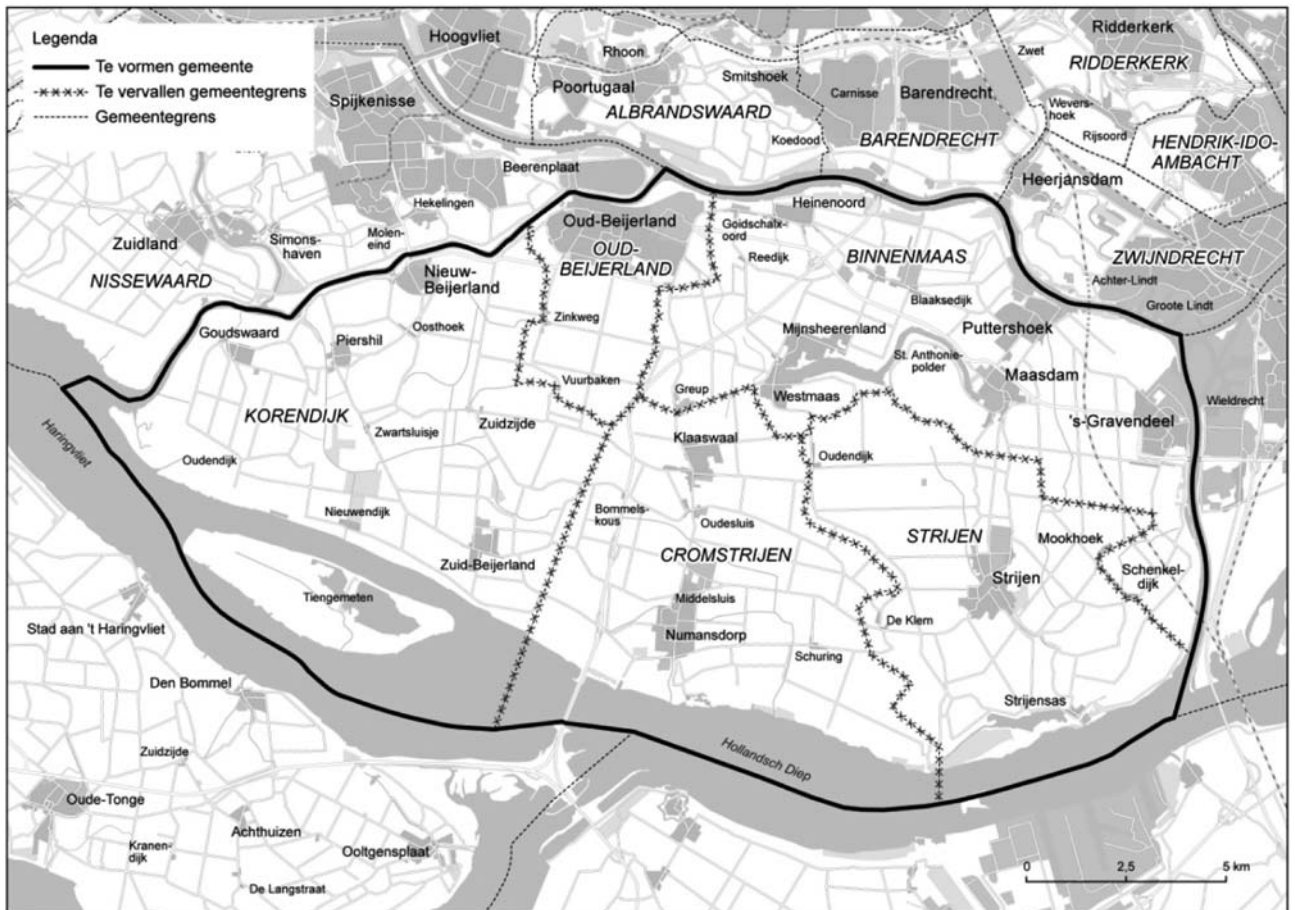 Legenda
Te vormen gemeente
Te vervallen gemeentegrens
Gemeentegrens
Hoogvliet
Rhoon
Poortugaal
Smitshoek
ALBRANDSWAARD
Koedood
Carnisse
Barendrecht
BARENDRECHT
Zwet
Ridderkerk
RIDDERKERK
Wevers-
hoek
Rijsoord
HENDRIK-IDO-
AMBACHT
Heerjansdam
Spijkenisse
Beerenplaat
Hekelingen
Molen-
eind
Simons-
haven
Zuidland
NISSEWAARD
Oud-Beijerland
OUD-
BEIJERLAND
Goidschalx-
oord
Reedijk
Heinenoord
BINNENMAAS
Blaaksedijk
ZWIJNDRECHT
Achter-Lindt
Groote Lindt
Nieuw-
Beijerland
Oosthoek
Goudswaard
Piershil
Zinkweg
Mijnsheerenland
Puttershoek
St. Anthonie-
polder
Maasdam
Wieldrecht
Vuurbaken
Greup
Westmaas
's-Gravendeel
KORENDIJK
Zwartsluisje
Zuidzijde
Klaaswaal
Oudendijk
Haringvliet
Oudendijk
Nieuwendijk
Bommels-
kous
Oudesluis
STRIJEN
Mookhoek
CROMSTRIJEN
Zuid-Beijerland
Strijen
Schenkel-
dijk
Tiengemeten
Middelsluis
De Klem
Stad aan 't Haringvliet
Numansdorp
Schuring
Den Bommel
Strijensas
Zuidzijde
Hollandsch Diep
Oude-Tonge
Achthuizen
Kranen-
dijk
Ooltgensplaat
De Langstraat
0 2,5 5 km